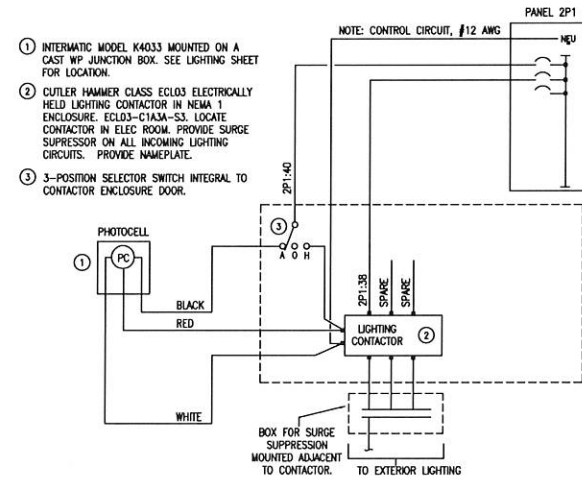 PANEL 2P1
NOTE: CONTROL CIRCUIT, #12 AWG
NEU
1 INTERMATIC MODEL K4033 MOUNTED ON A
CAST WP JUNCTION BOX. SEE LIGHTING SHEET
FOR LOCATION.
2 CUTLER HAMMER CLASS ECL03 ELECTRICALLY
HELD LIGHTING CONTACTOR IN NEMA 1
ENCLOSURE. ECL03-C1A3A-S3. LOCATE
CONTACTOR IN ELEC ROOM. PROVIDE SURGE
SUPRESSOR ON ALL INCOMING LIGHTING
CIRCUITS. PROVIDE NAMEPLATE.
3 3-POSITION SELECTOR SWITCH INTEGRAL TO
CONTACTOR ENCLOSURE DOOR.
2P1:40
PHOTOCELL
1
PC
3
A O H
BLACK
RED
WHITE
2P1:38
SPARE
SPARE
LIGHTING
CONTACTOR
2
BOX FOR SURGE
SUPPRESSION
MOUNTED ADJACENT
TO CONTACTOR.
TO EXTERIOR LIGHTING